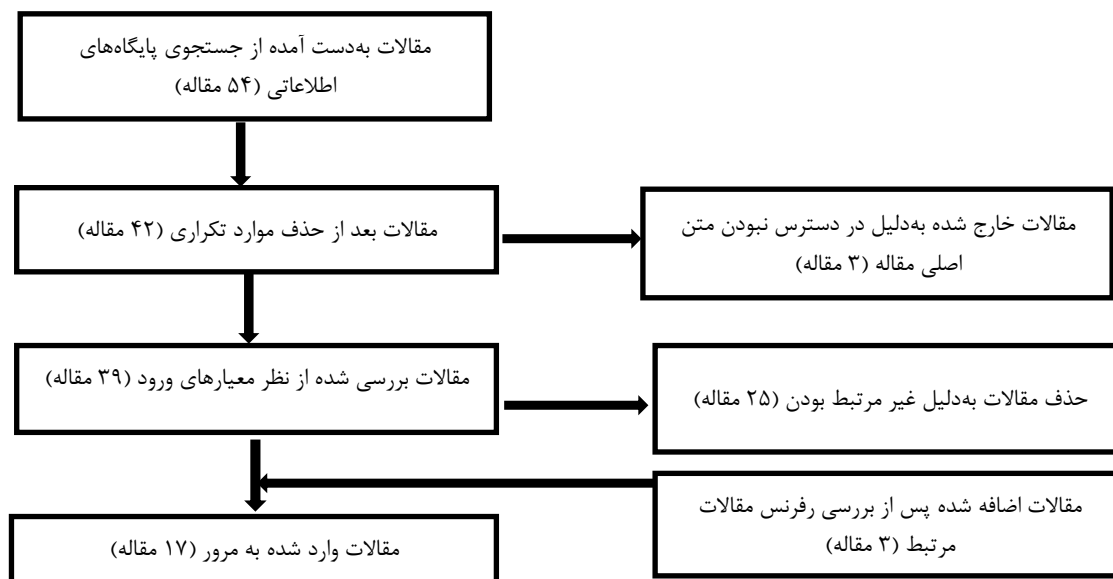 مقالات به‌دست آمده از جستجوی پایگاه‌های
اطلاعاتی (۵۴ مقاله)
مقالات بعد از حذف موارد تکراری (۴۲ مقاله)
مقالات خارج شده به‌دلیل در دسترس نبودن متن
اصلی مقاله (۳ مقاله)
مقالات بررسی شده از نظر معیارهای ورود (۳۹ مقاله)
حذف مقالات به‌دلیل غیر مرتبط بودن (۲۵ مقاله)
مقالات اضافه شده پس از بررسی رفرنس مقالات
مرتبط (۳ مقاله)
مقالات وارد شده به مرور (۱۷ مقاله)